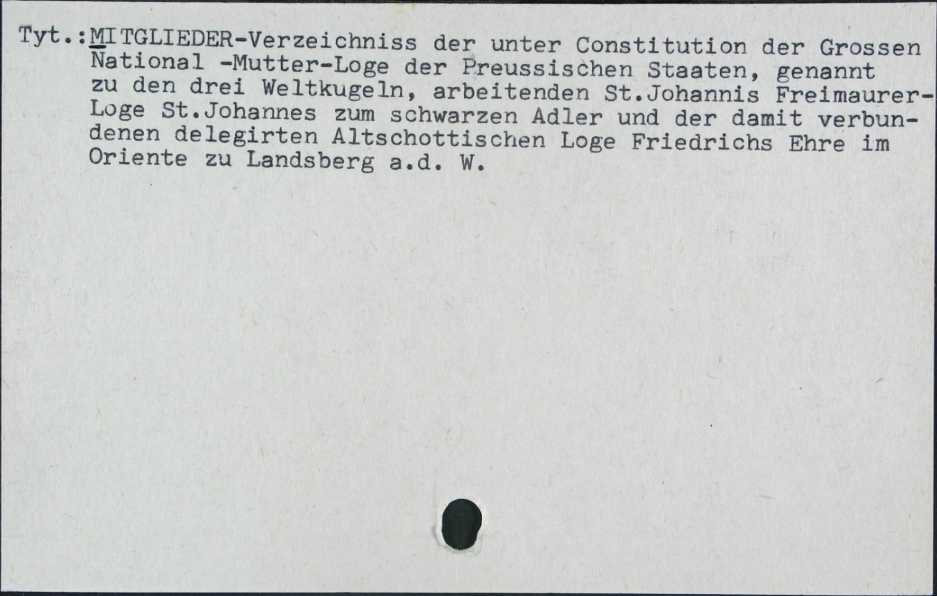 Tyt.:MITGLIEDER-Verzeichniss der unter Constitution der Grossen
National -Mutter-Loge der Preussischen Staaten, genannt
zu den drei Weltkugeln, arbeitenden St.Johannis Freimaurer-
Loge St.Johannes zum schwarzen Adler und der damit verbun-
denen delegirten Altschottischen Loge Friedrichs Ehre im
Oriente zu Landsberg a.d. W.